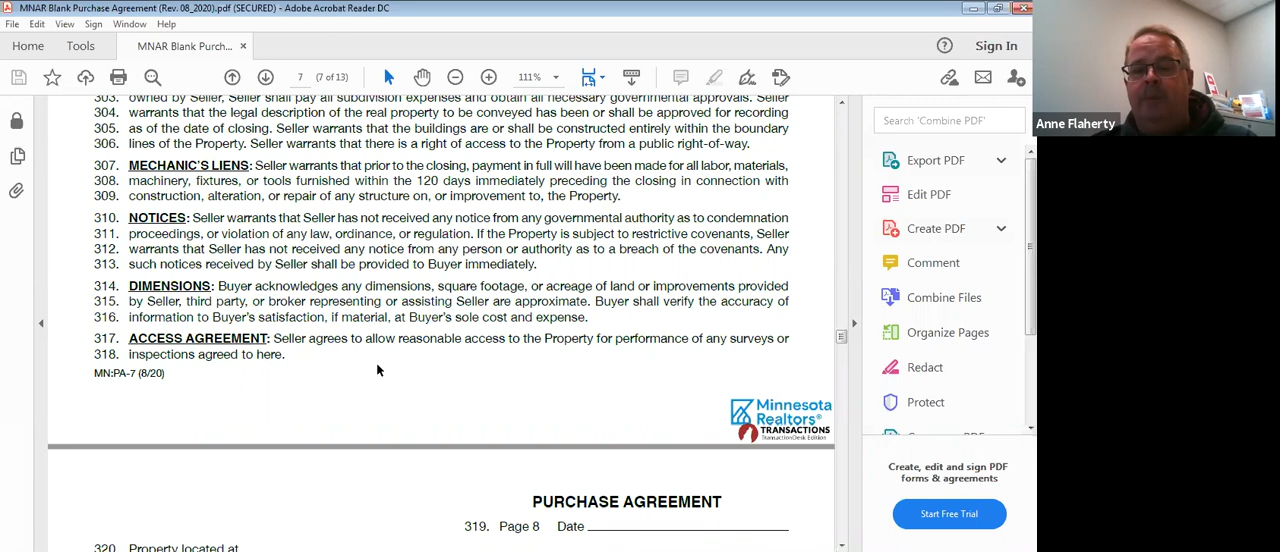 MNAR Blank Purchase Agreement (Rev. 08_2020).pdf (SECURED) - Adobe Acrobat Reader DC
File Edit View Sign Window Help
Home Tools MNAR Blank Purch... × Sign In
7 (7 of 13) 111%
303. owned by Seller, Seller shall pay all subdivision expenses and obtain all necessary governmental approvals. Seller
304. warrants that the legal description of the real property to be conveyed has been or shall be approved for recording
305. as of the date of closing. Seller warrants that the buildings are or shall be constructed entirely within the boundary
306. lines of the Property. Seller warrants that there is a right of access to the Property from a public right-of-way.
307. MECHANIC'S LIENS: Seller warrants that prior to the closing, payment in full will have been made for all labor, materials,
308. machinery, fixtures, or tools furnished within the 120 days immediately preceding the closing in connection with
309. construction, alteration, or repair of any structure on, or improvement to, the Property.
310. NOTICES: Seller warrants that Seller has not received any notice from any governmental authority as to condemnation
311. proceedings, or violation of any law, ordinance, or regulation. If the Property is subject to restrictive covenants, Seller
312. warrants that Seller has not received any notice from any person or authority as to a breach of the covenants. Any
313. such notices received by Seller shall be provided to Buyer immediately.
314. DIMENSIONS: Buyer acknowledges any dimensions, square footage, or acreage of land or improvements provided
315. by Seller, third party, or broker representing or assisting Seller are approximate. Buyer shall verify the accuracy of
316. information to Buyer's satisfaction, if material, at Buyer's sole cost and expense.
317. ACCESS AGREEMENT: Seller agrees to allow reasonable access to the Property for performance of any surveys or
318. inspections agreed to here.
MN:PA-7 (8/20)
Minnesota
Realtors®
TRANSACTIONS
TransactionDesk Edition
PURCHASE AGREEMENT
319. Page 8 Date
320. Property located at
Search 'Combine PDF'
Export PDF
Edit PDF
Create PDF
Comment
Combine Files
Organize Pages
Redact
Protect
Create, edit and sign PDF
forms & agreements
Start Free Trial
Anne Flaherty